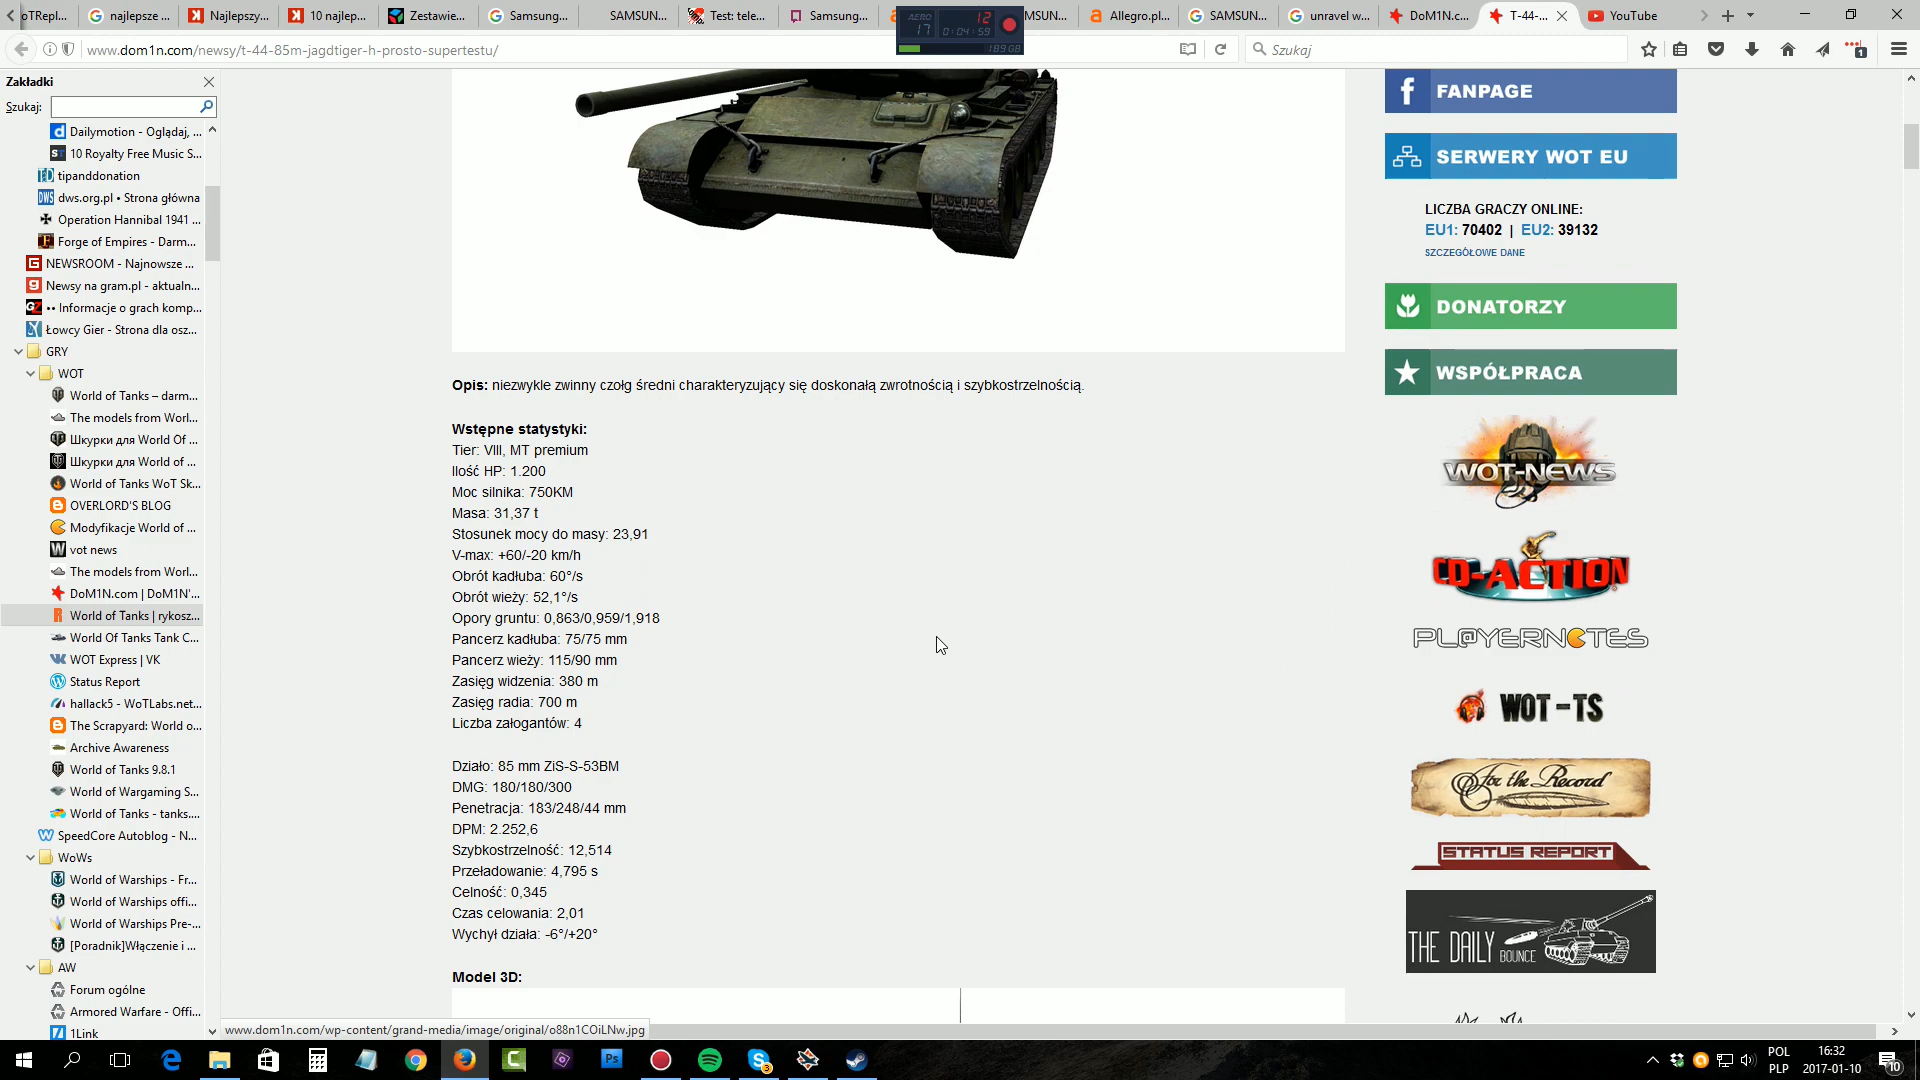 oTRepl...
najlepsze ...
Najlepszy...
10 najlep...
Zestawie...
Samsung...
SAMSUN...
Test: tele...
Samsung...
MSUN...
Allegro.pl...
SAMSUN...
unravel w...
DoM1N.c...
T-44-...
YouTube
AERO
17
12
0:04:59
189GB
www.dom1n.com/newsy/t-44-85m-jagdtiger-h-prosto-supertestu/
Szukaj
Zakładki
Szukaj:
Dailymotion - Oglądaj, ...
10 Royalty Free Music S...
tipanddonation
dws.org.pl • Strona główna
Operation Hannibal 1941 ...
Forge of Empires - Darm...
NEWSROOM - Najnowsze ...
Newsy na gram.pl - aktualn...
•• Informacje o grach komp...
Łowcy Gier - Strona dla osz...
GRY
WOT
World of Tanks – darm...
The models from Worl...
Шкурки для World Of ...
Шкурки для World of ...
World of Tanks WoT Sk...
OVERLORD'S BLOG
Modyfikacje World of ...
vot news
The models from Worl...
DoM1N.com | DoM1N'...
World of Tanks | rykosz...
World Of Tanks Tank C...
WOT Express | VK
Status Report
hallack5 - WoTLabs.net...
The Scrapyard: World o...
Archive Awareness
World of Tanks 9.8.1
World of Wargaming S...
World of Tanks - tanks....
SpeedCore Autoblog - N...
WoWs
World of Warships - Fr...
World of Warships offi...
World of Warships Pre-...
[Poradnik]Włączenie i ...
AW
Forum ogólne
Armored Warfare - Offi...
1Link
Opis: niezwykle zwinny czołg średni charakteryzujący się doskonałą zwrotnością i szybkostrzelnością.
Wstępne statystyki:
Tier: VIII, MT premium
Ilość HP: 1.200
Moc silnika: 750KM
Masa: 31,37 t
Stosunek mocy do masy: 23,91
V-max: +60/-20 km/h
Obrót kadłuba: 60°/s
Obrót wieży: 52,1°/s
Opory gruntu: 0,863/0,959/1,918
Pancerz kadłuba: 75/75 mm
Pancerz wieży: 115/90 mm
Zasięg widzenia: 380 m
Zasięg radia: 700 m
Liczba załogantów: 4
Działo: 85 mm ZiS-S-53BM
DMG: 180/180/300
Penetracja: 183/248/44 mm
DPM: 2.252,6
Szybkostrzelność: 12,514
Przeładowanie: 4,795 s
Celność: 0,345
Czas celowania: 2,01
Wychył działa: -6°/+20°
Model 3D:
www.dom1n.com/wp-content/grand-media/image/original/o88n1COiLNw.jpg
FANPAGE
SERWERY WOT EU
LICZBA GRACZY ONLINE:
EU1: 70402 | EU2: 39132
SZCZEGÓŁOWE DANE
DONATORZY
WSPÓŁPRACA
WOT-NEWS
CD-ACTION
PL@YERNOTES
WOT-TS
For the Record
STATUS REPORT
THE DAILY BOUNCE
POL
PLP
16:32
2017-01-10
10